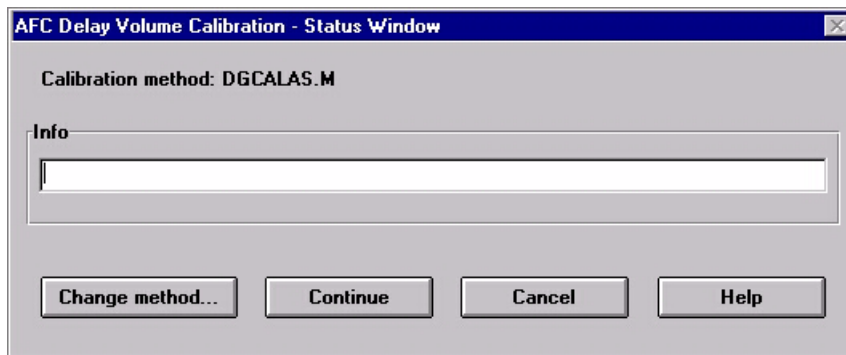 AFC Delay Volume Calibration - Status Window
Calibration method: DGCALAS.M
Info
Change method... Continue Cancel Help